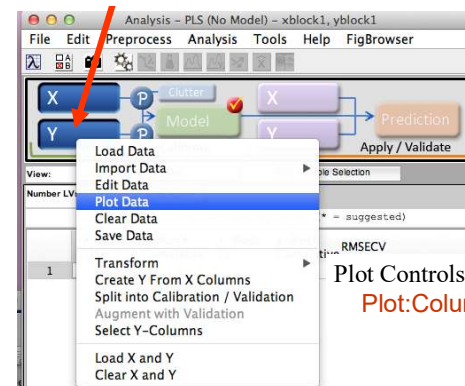 Analysis - PLS (No Model) - xblock1, yblock1
File Edit Preprocess Analysis Tools Help FigBrowser
X P Clutter X
Model Prediction
Y P Y
Apply / Validate
View: Selection
Number LV
* = suggested)
RMSECV
1
Load Data
Import Data
Edit Data
Plot Data
Clear Data
Save Data
Transform
Create Y From X Columns
Split into Calibration / Validation
Augment with Validation
Select Y-Columns
Load X and Y
Clear X and Y
Plot Controls
Plot:Colu